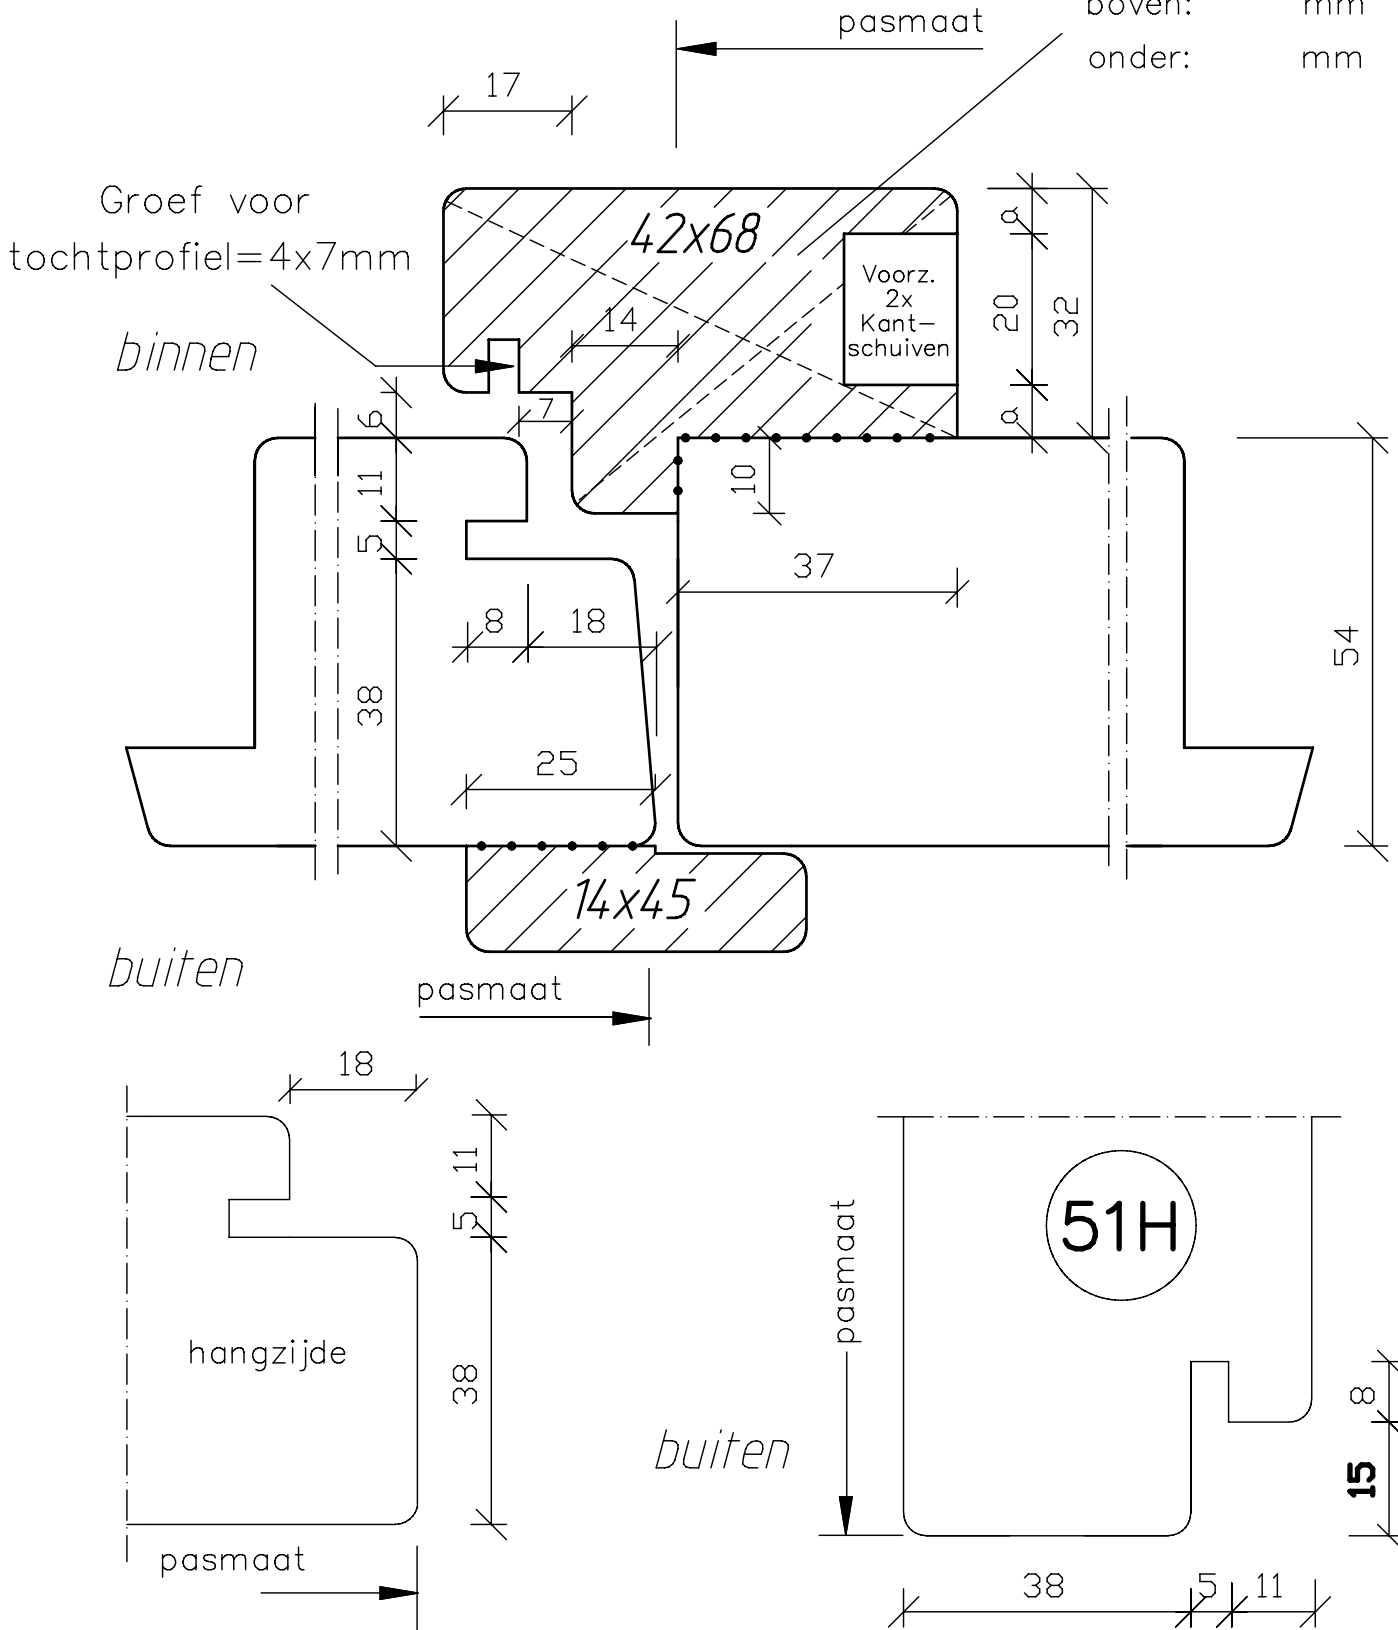 boven: mm
pasmaat
onder: mm
17
Groef voor
tochtprofiel=4x7mm
42x68
a
Voorz.
2x
Kant-
schuiven
20
32
14
binnen
7
6
a
10
11
5
37
8
18
54
38
25
14x45
buiten
pasmaat
18
11
5
hangzijde
38
pasmaat
51H
pasmaat
buiten
8
15
38
5
11